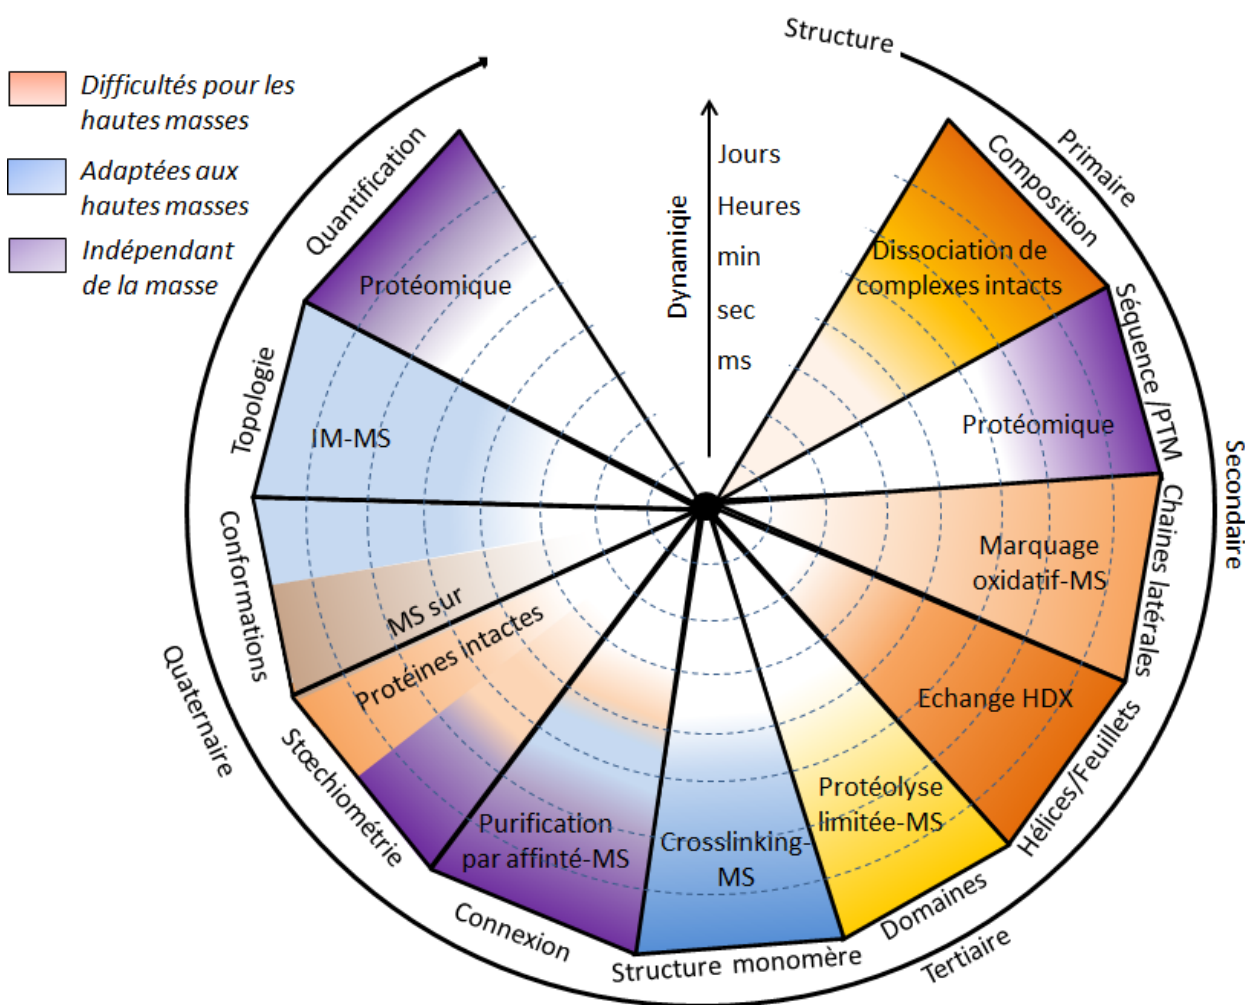 Difficultés pour les
hautes masses
Adaptées aux
hautes masses
Indépendant
de la masse
Structure
Primaire
Secondaire
Tertiaire
Quaternaire
Dynamiqie
Jours
Heures
min
sec
ms
Composition
Dissociation de
complexes intacts
Séquence /PTM
Protéomique
Chaines latérales
Marquage
oxidatif-MS
Hélices/Feuillets
Echange HDX
Domaines
Protéolyse
limitée-MS
Structure monomère
Crosslinking-
MS
Connexion
Purification
par affinté-MS
Stœchiométrie
MS sur
Protéines intactes
Conformations
Topologie
IM-MS
Quantification
Protéomique